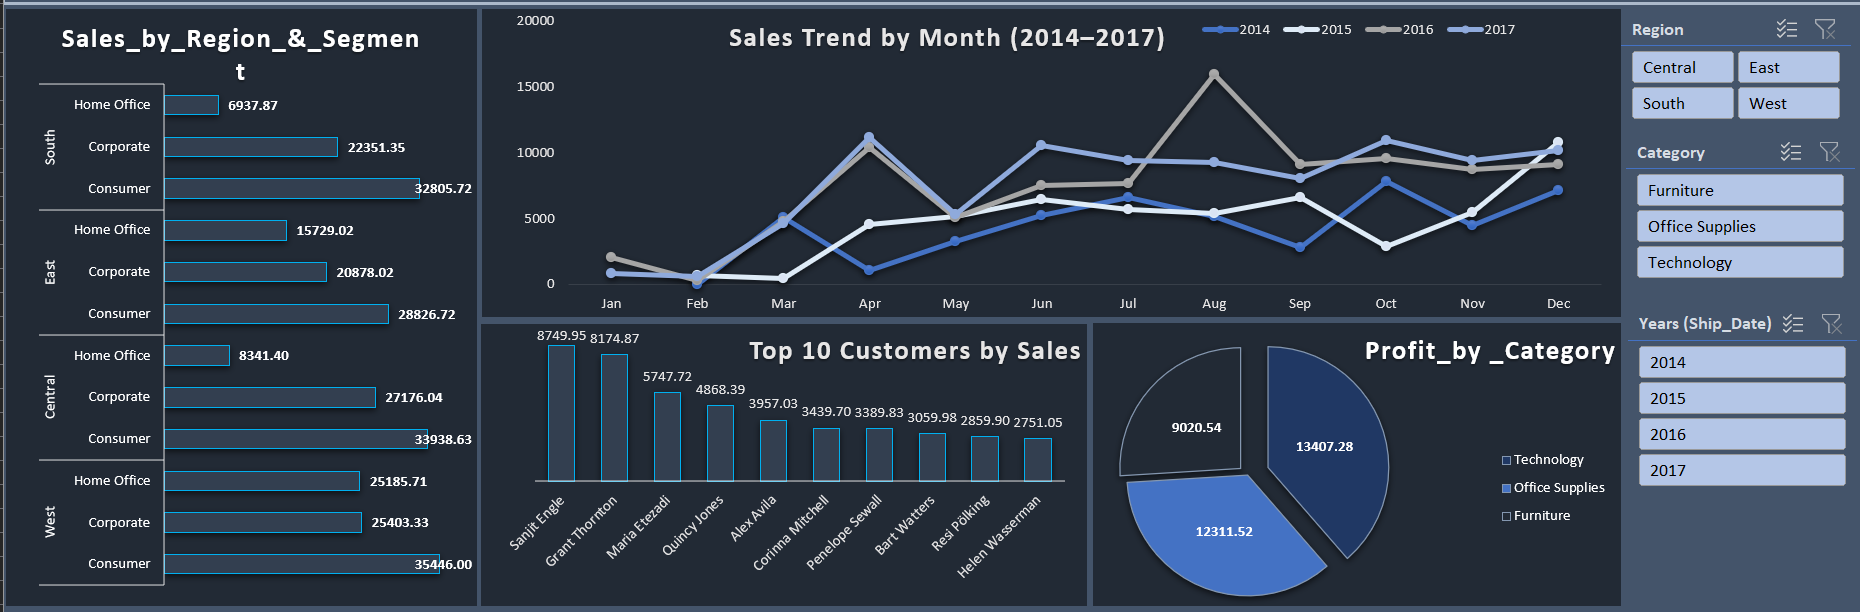 Sales_by_Region_&_Segmen
t
South
Home Office
6937.87
Corporate
22351.35
Consumer
32805.72
East
Home Office
15729.02
Corporate
20878.02
Consumer
28826.72
Central
Home Office
8341.40
Corporate
27176.04
Consumer
33938.63
West
Home Office
25185.71
Corporate
25403.33
Consumer
35446.00
Sales Trend by Month (2014–2017)
2014
2015
2016
2017
20000
15000
10000
5000
0
Jan
Feb
Mar
Apr
May
Jun
Jul
Aug
Sep
Oct
Nov
Dec
Top 10 Customers by Sales
8749.95
8174.87
5747.72
4868.39
3957.03
3439.70
3389.83
3059.98
2859.90
2751.05
Sanjit Engle
Grant Thornton
Maria Etezadi
Quincy Jones
Alex Avila
Corinna Mitchell
Penelope Sewall
Bart Watters
Resi Pölking
Helen Wasserman
Profit_by _Category
9020.54
13407.28
12311.52
Technology
Office Supplies
Furniture
Region
Central
East
South
West
Category
Furniture
Office Supplies
Technology
Years (Ship_Date)
2014
2015
2016
2017